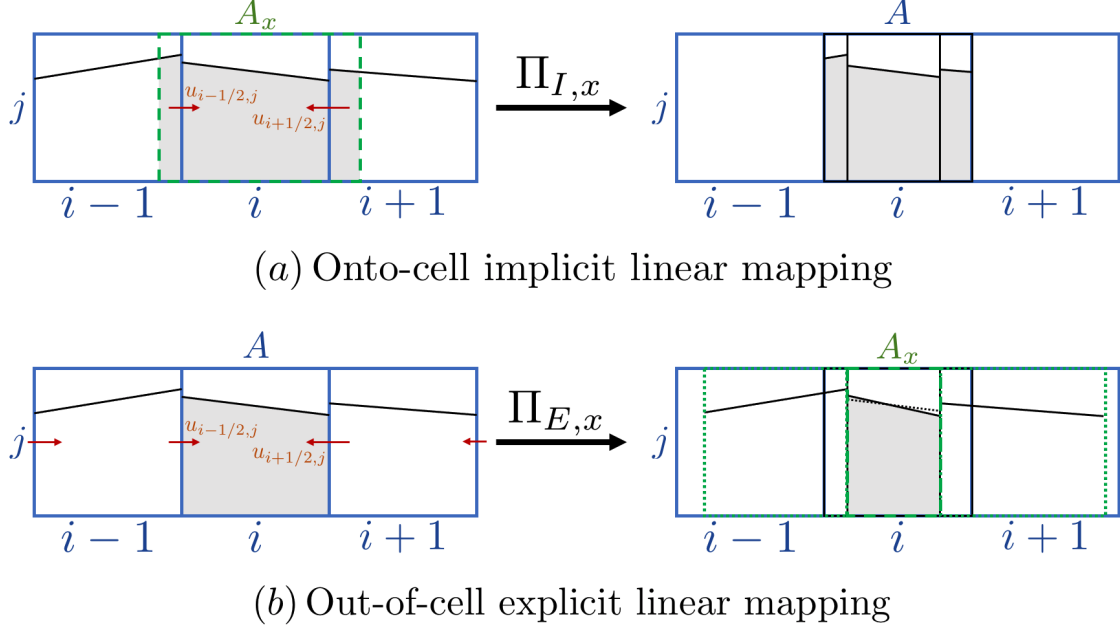 A_x A
j u_{i-1/2,j} u_{i+1/2,j} Π_{I,x} j
i − 1 i i + 1 i − 1 i i + 1
(a) Onto-cell implicit linear mapping
A A_x
j u_{i-1/2,j} u_{i+1/2,j} Π_{E,x} j
i − 1 i i + 1 i − 1 i i + 1
(b) Out-of-cell explicit linear mapping